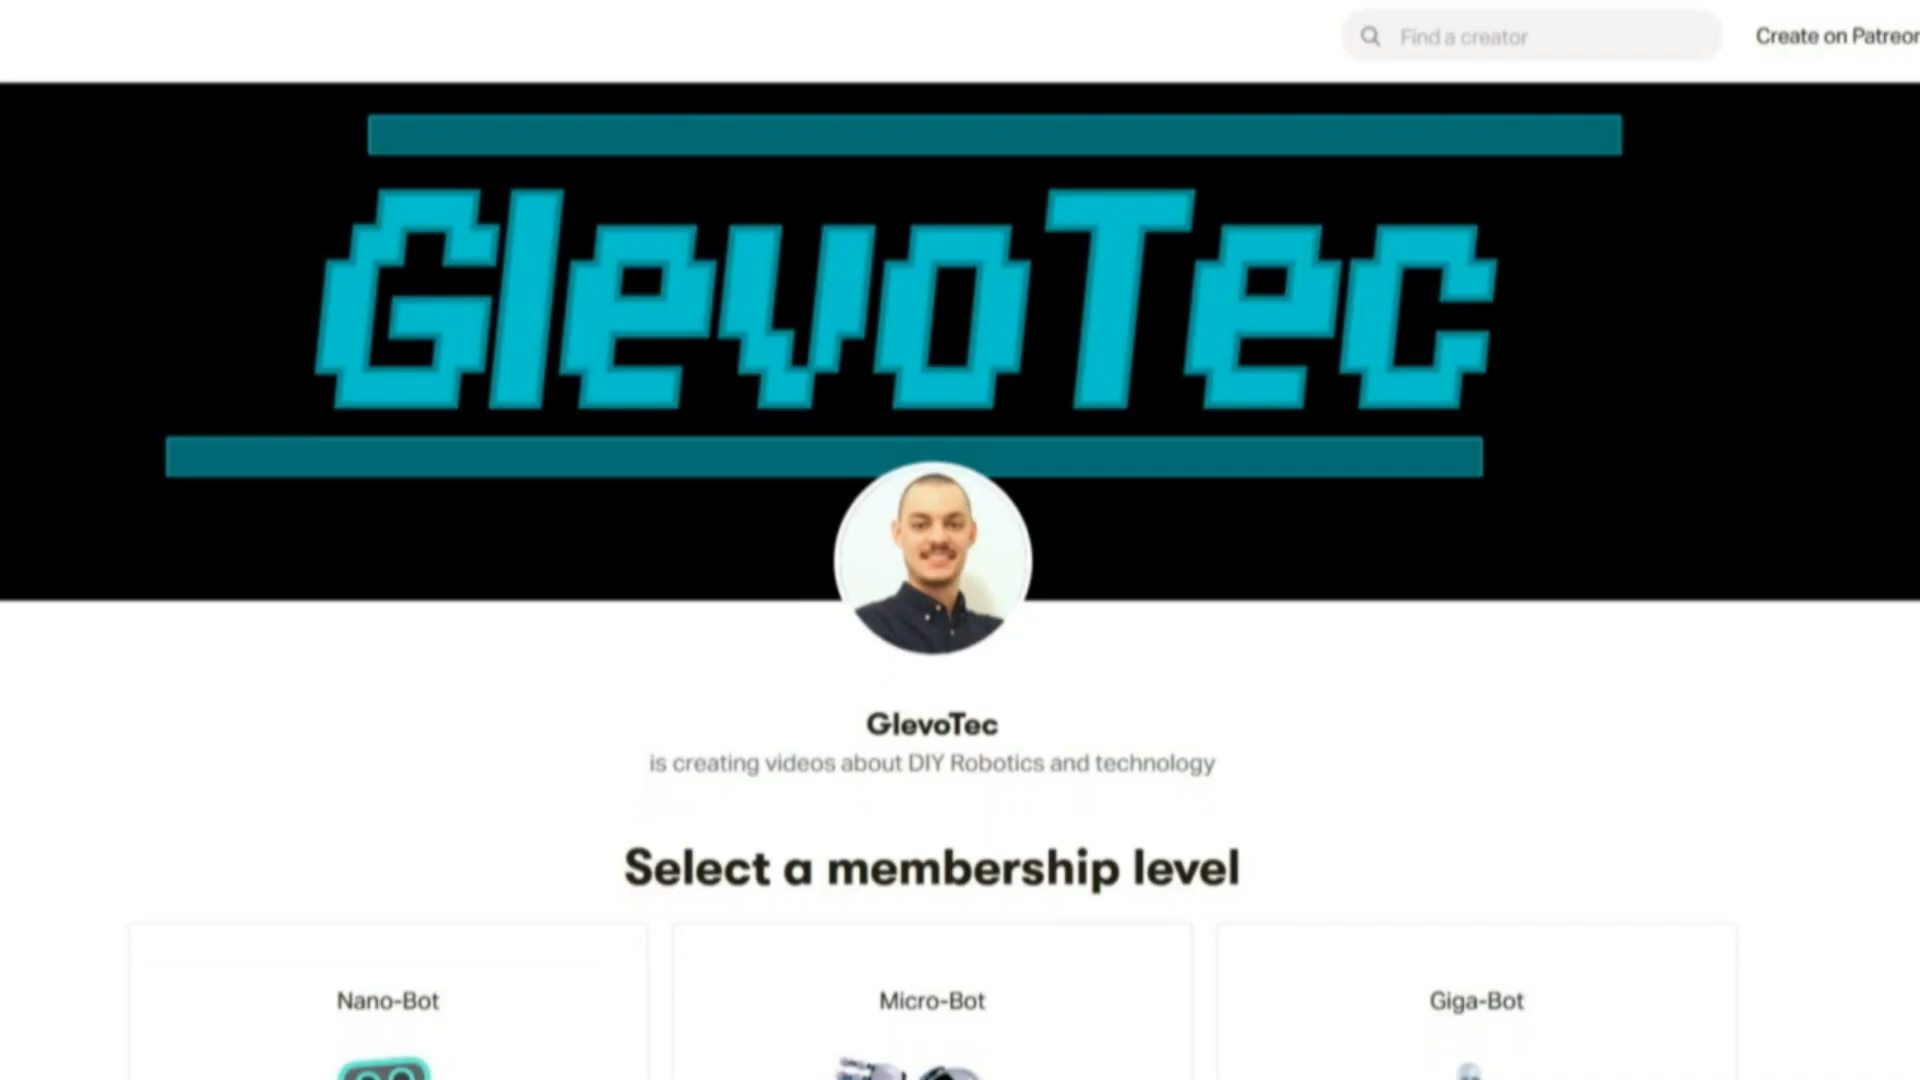 Find a creator
Create on Patreon
GlevoTec
GlevoTec
is creating videos about DIY Robotics and technology
Select a membership level
Nano-Bot
Micro-Bot
Giga-Bot